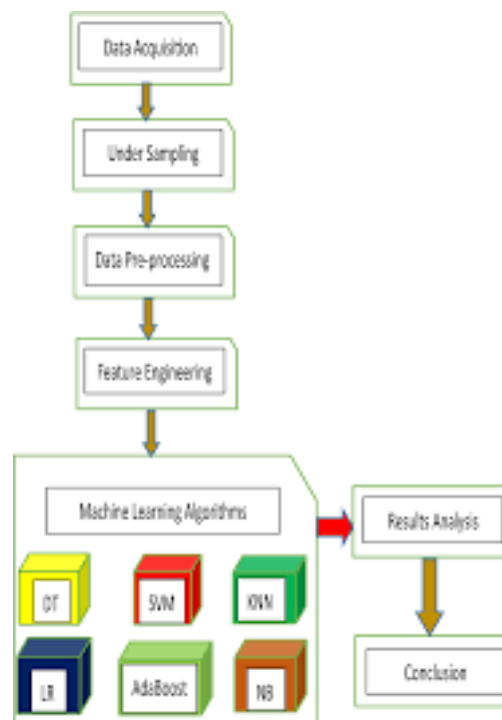 Data Acquisition
Under Sampling
Data Pre-processing
Feature Engineering
Machine Learning Algorithms
DT
SVM
KNN
LR
AdaBoost
NB
Results Analysis
Conclusion